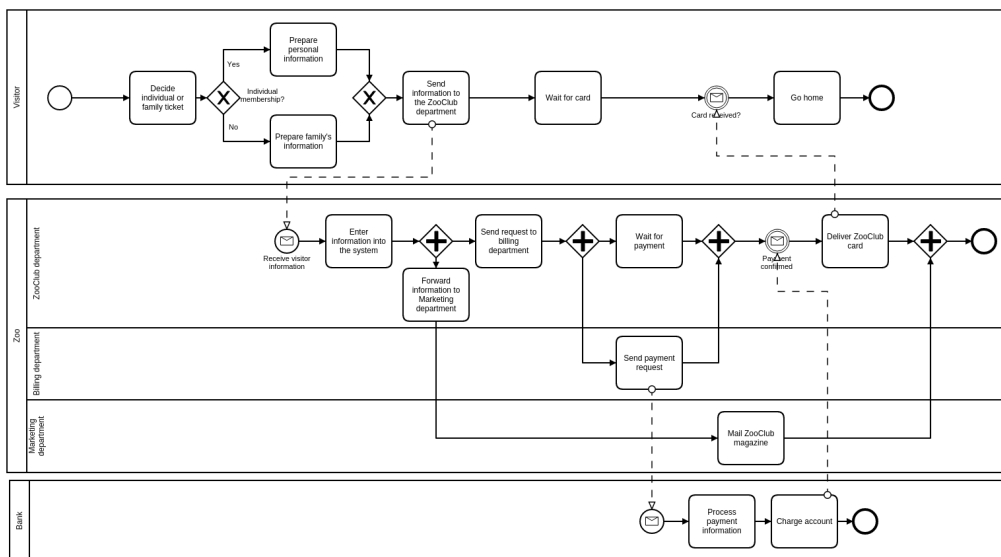 Visitor
Decide
individual or
family ticket
Yes
No
Individual
membership?
Prepare
personal
information
Prepare family's
information
Send
information to
the ZooClub
department
Wait for card
Card received?
Go home
Zoo
ZooClub department
Receive visitor
information
Enter
information into
the system
Forward
information to
Marketing
department
Send request to
billing
department
Wait for
payment
Payment
confirmed
Deliver ZooClub
card
Billing department
Send payment
request
Marketing
department
Mail ZooClub
magazine
Bank
Process
payment
information
Charge account